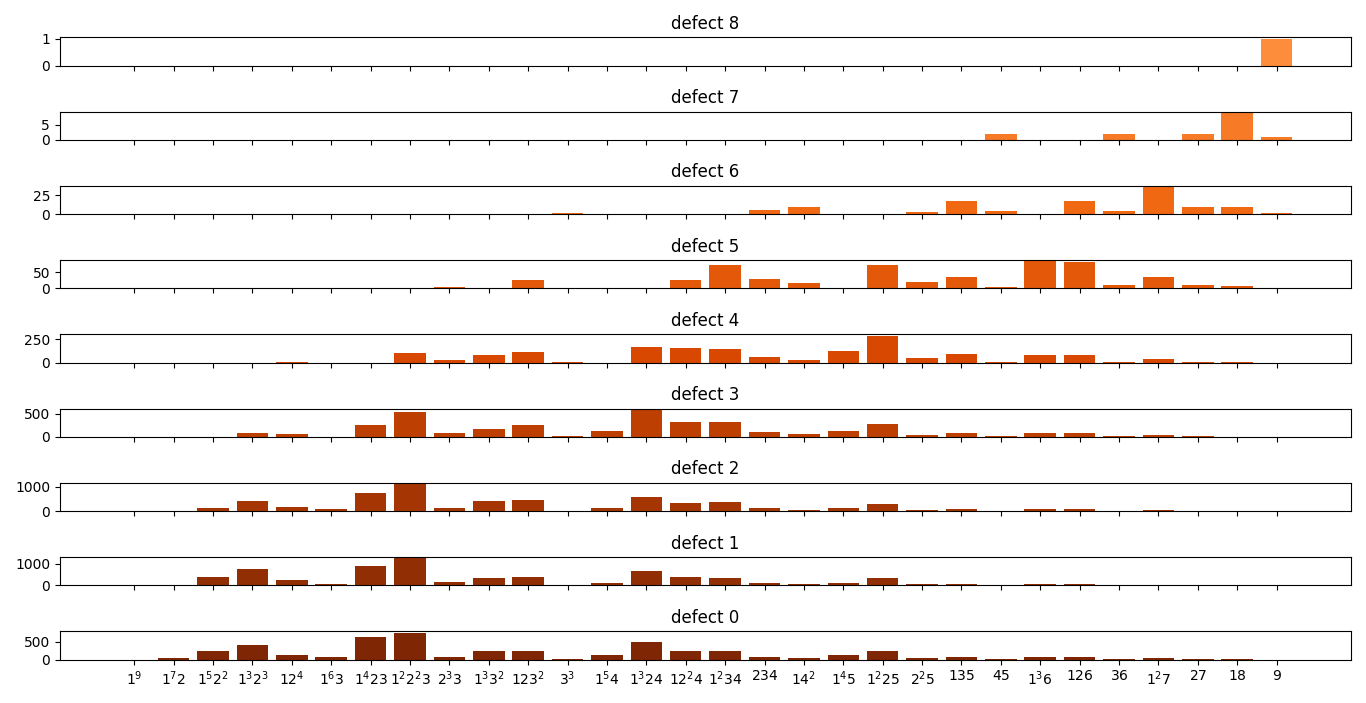 defect 8
1
0
defect 7
5
0
defect 6
25
0
defect 5
50
0
defect 4
250
0
defect 3
500
0
defect 2
1000
0
defect 1
1000
0
defect 0
500
0
1⁹ 1⁷2 1⁵2² 1³2³ 12⁴ 1⁶3 1⁴23 1²2²3 2³3 1³3² 123² 3³ 1⁵4 1³24 12²4 1²34 234 14² 1⁴5 1²25 2²5 135 45 1³6 126 36 1²7 27 18 9